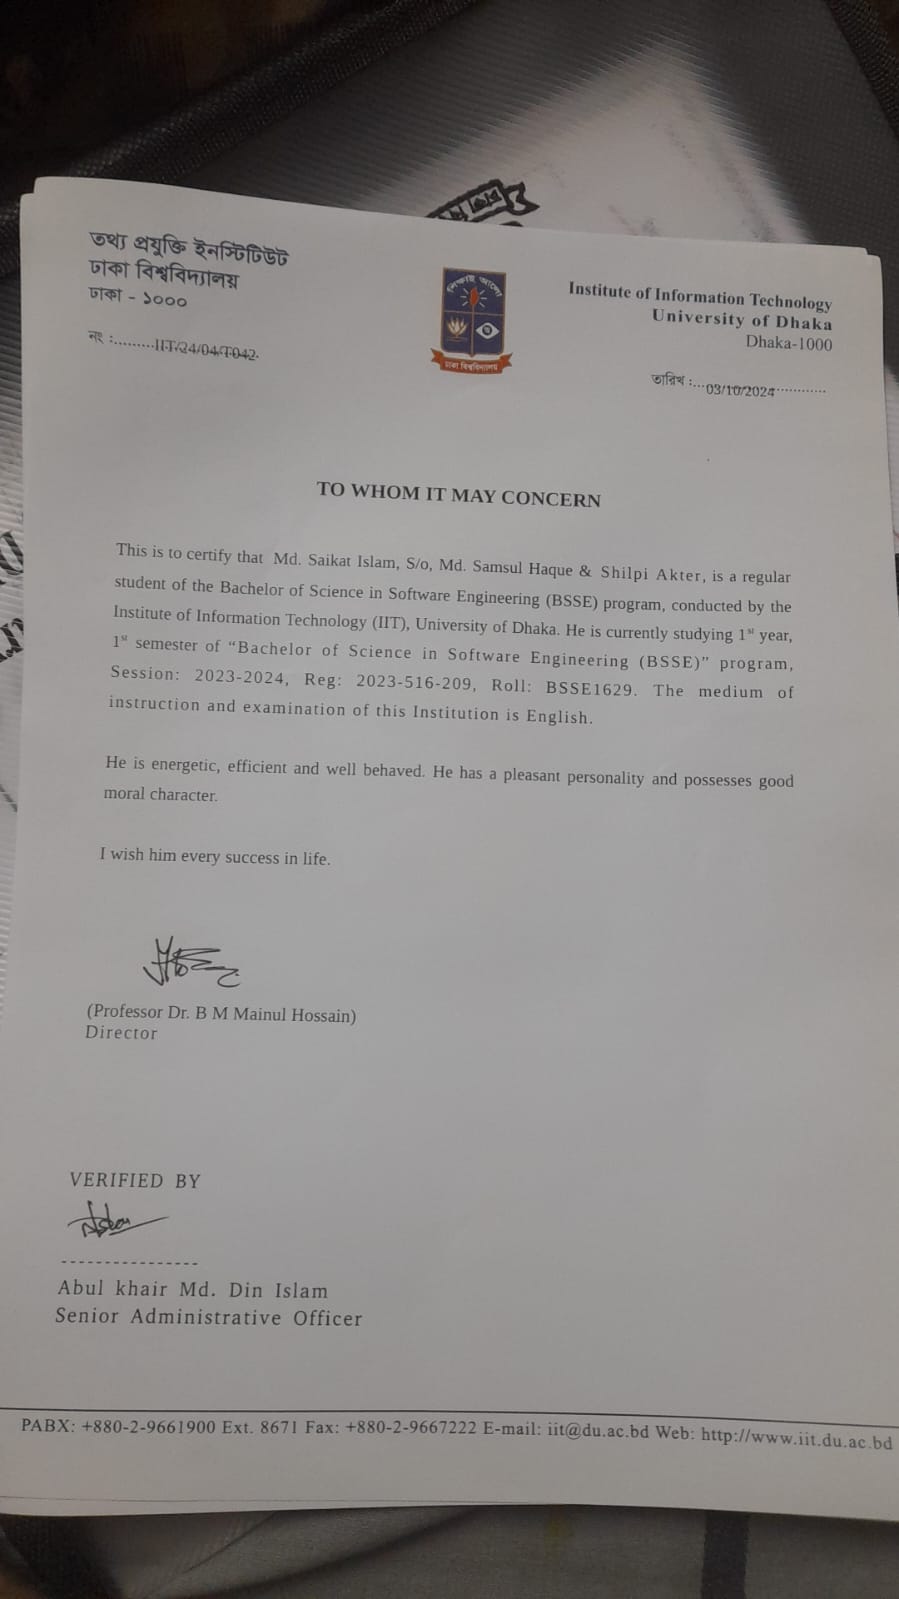 তথ্য প্রযুক্তি ইনস্টিটিউট
ঢাকা বিশ্ববিদ্যালয়
ঢাকা - ১০০০
নং :.........IIT/24/04/T042.
শিক্ষাই আলো
ঢাকা বিশ্ববিদ্যালয়
Institute of Information Technology
University of Dhaka
Dhaka-1000
তারিখ :...03/10/2024............
TO WHOM IT MAY CONCERN
This is to certify that Md. Saikat Islam, S/o, Md. Samsul Haque & Shilpi Akter, is a regular
student of the Bachelor of Science in Software Engineering (BSSE) program, conducted by the
Institute of Information Technology (IIT), University of Dhaka. He is currently studying 1st year,
1st semester of “Bachelor of Science in Software Engineering (BSSE)” program,
Session: 2023-2024, Reg: 2023-516-209, Roll: BSSE1629. The medium of
instruction and examination of this Institution is English.
He is energetic, efficient and well behaved. He has a pleasant personality and possesses good
moral character.
I wish him every success in life.
(Professor Dr. B M Mainul Hossain)
Director
VERIFIED BY
----------------
Abul khair Md. Din Islam
Senior Administrative Officer
PABX: +880-2-9661900 Ext. 8671 Fax: +880-2-9667222 E-mail: iit@du.ac.bd Web: http://www.iit.du.ac.bd